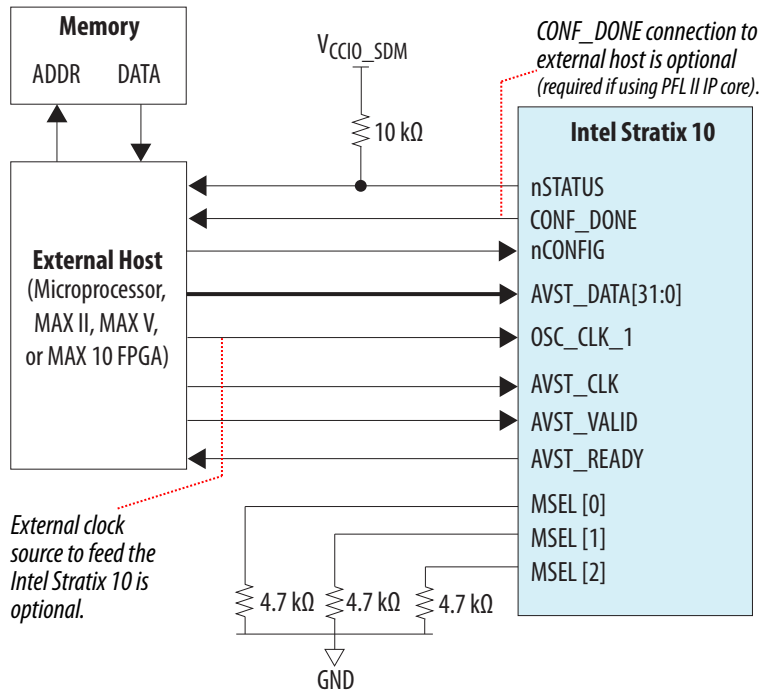 Memory
ADDR DATA
VCCIO_SDM
10 kΩ
CONF_DONE connection to
external host is optional
(required if using PFL II IP core).
Intel Stratix 10
nSTATUS
CONF_DONE
nCONFIG
AVST_DATA[31:0]
OSC_CLK_1
AVST_CLK
AVST_VALID
AVST_READY
MSEL [0]
MSEL [1]
MSEL [2]
External Host
(Microprocessor,
MAX II, MAX V,
or MAX 10 FPGA)
External clock
source to feed the
Intel Stratix 10 is
optional.
4.7 kΩ 4.7 kΩ 4.7 kΩ
GND